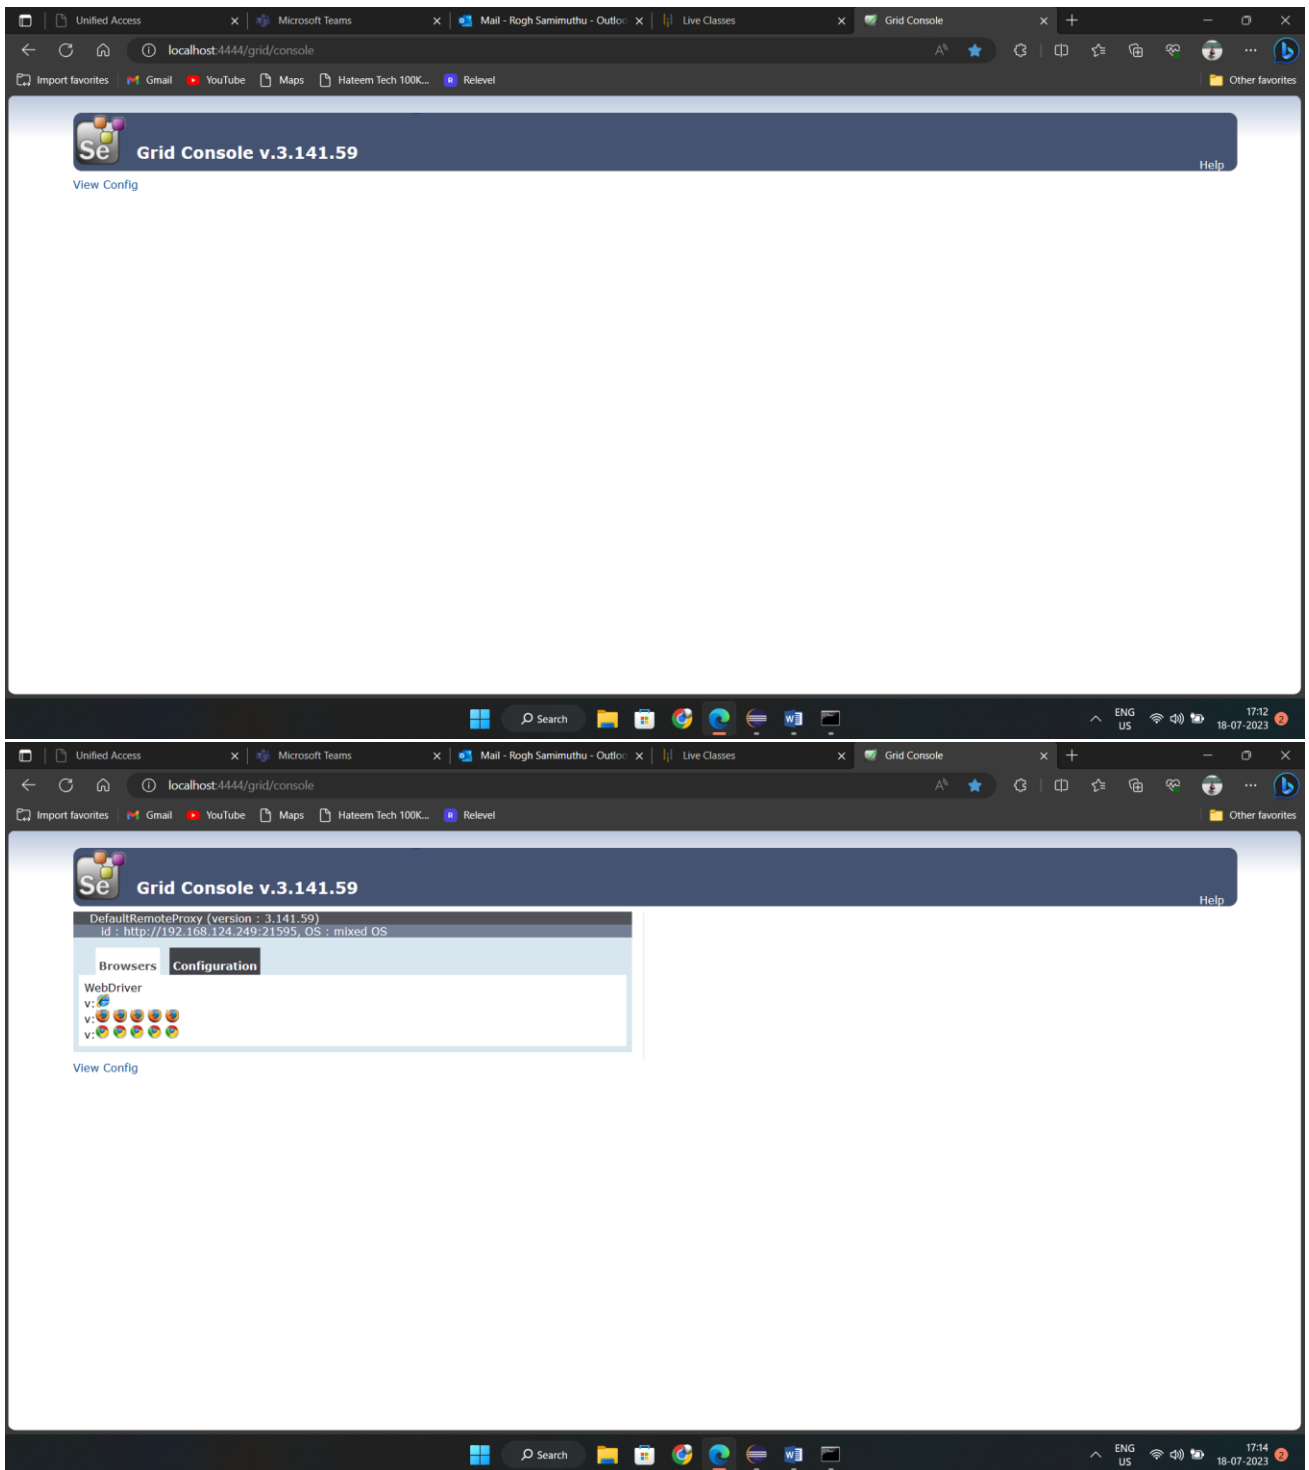 Unified Access
Microsoft Teams
Mail - Rogh Samimuthu - Outloo
Live Classes
Grid Console
localhost:4444/grid/console
Import favorites
Gmail
YouTube
Maps
Hateem Tech 100K...
R Relevel
Other favorites
Se
Grid Console v.3.141.59
Help
View Config
Search
ENG
US
17:12
18-07-2023
2
Unified Access
Microsoft Teams
Mail - Rogh Samimuthu - Outloo
Live Classes
Grid Console
localhost:4444/grid/console
Import favorites
Gmail
YouTube
Maps
Hateem Tech 100K...
R Relevel
Other favorites
Se
Grid Console v.3.141.59
Help
DefaultRemoteProxy (version : 3.141.59)
id : http://192.168.124.249:21595, OS : mixed OS
Browsers
Configuration
WebDriver
v:
v:
v:
View Config
Search
ENG
US
17:14
18-07-2023
2